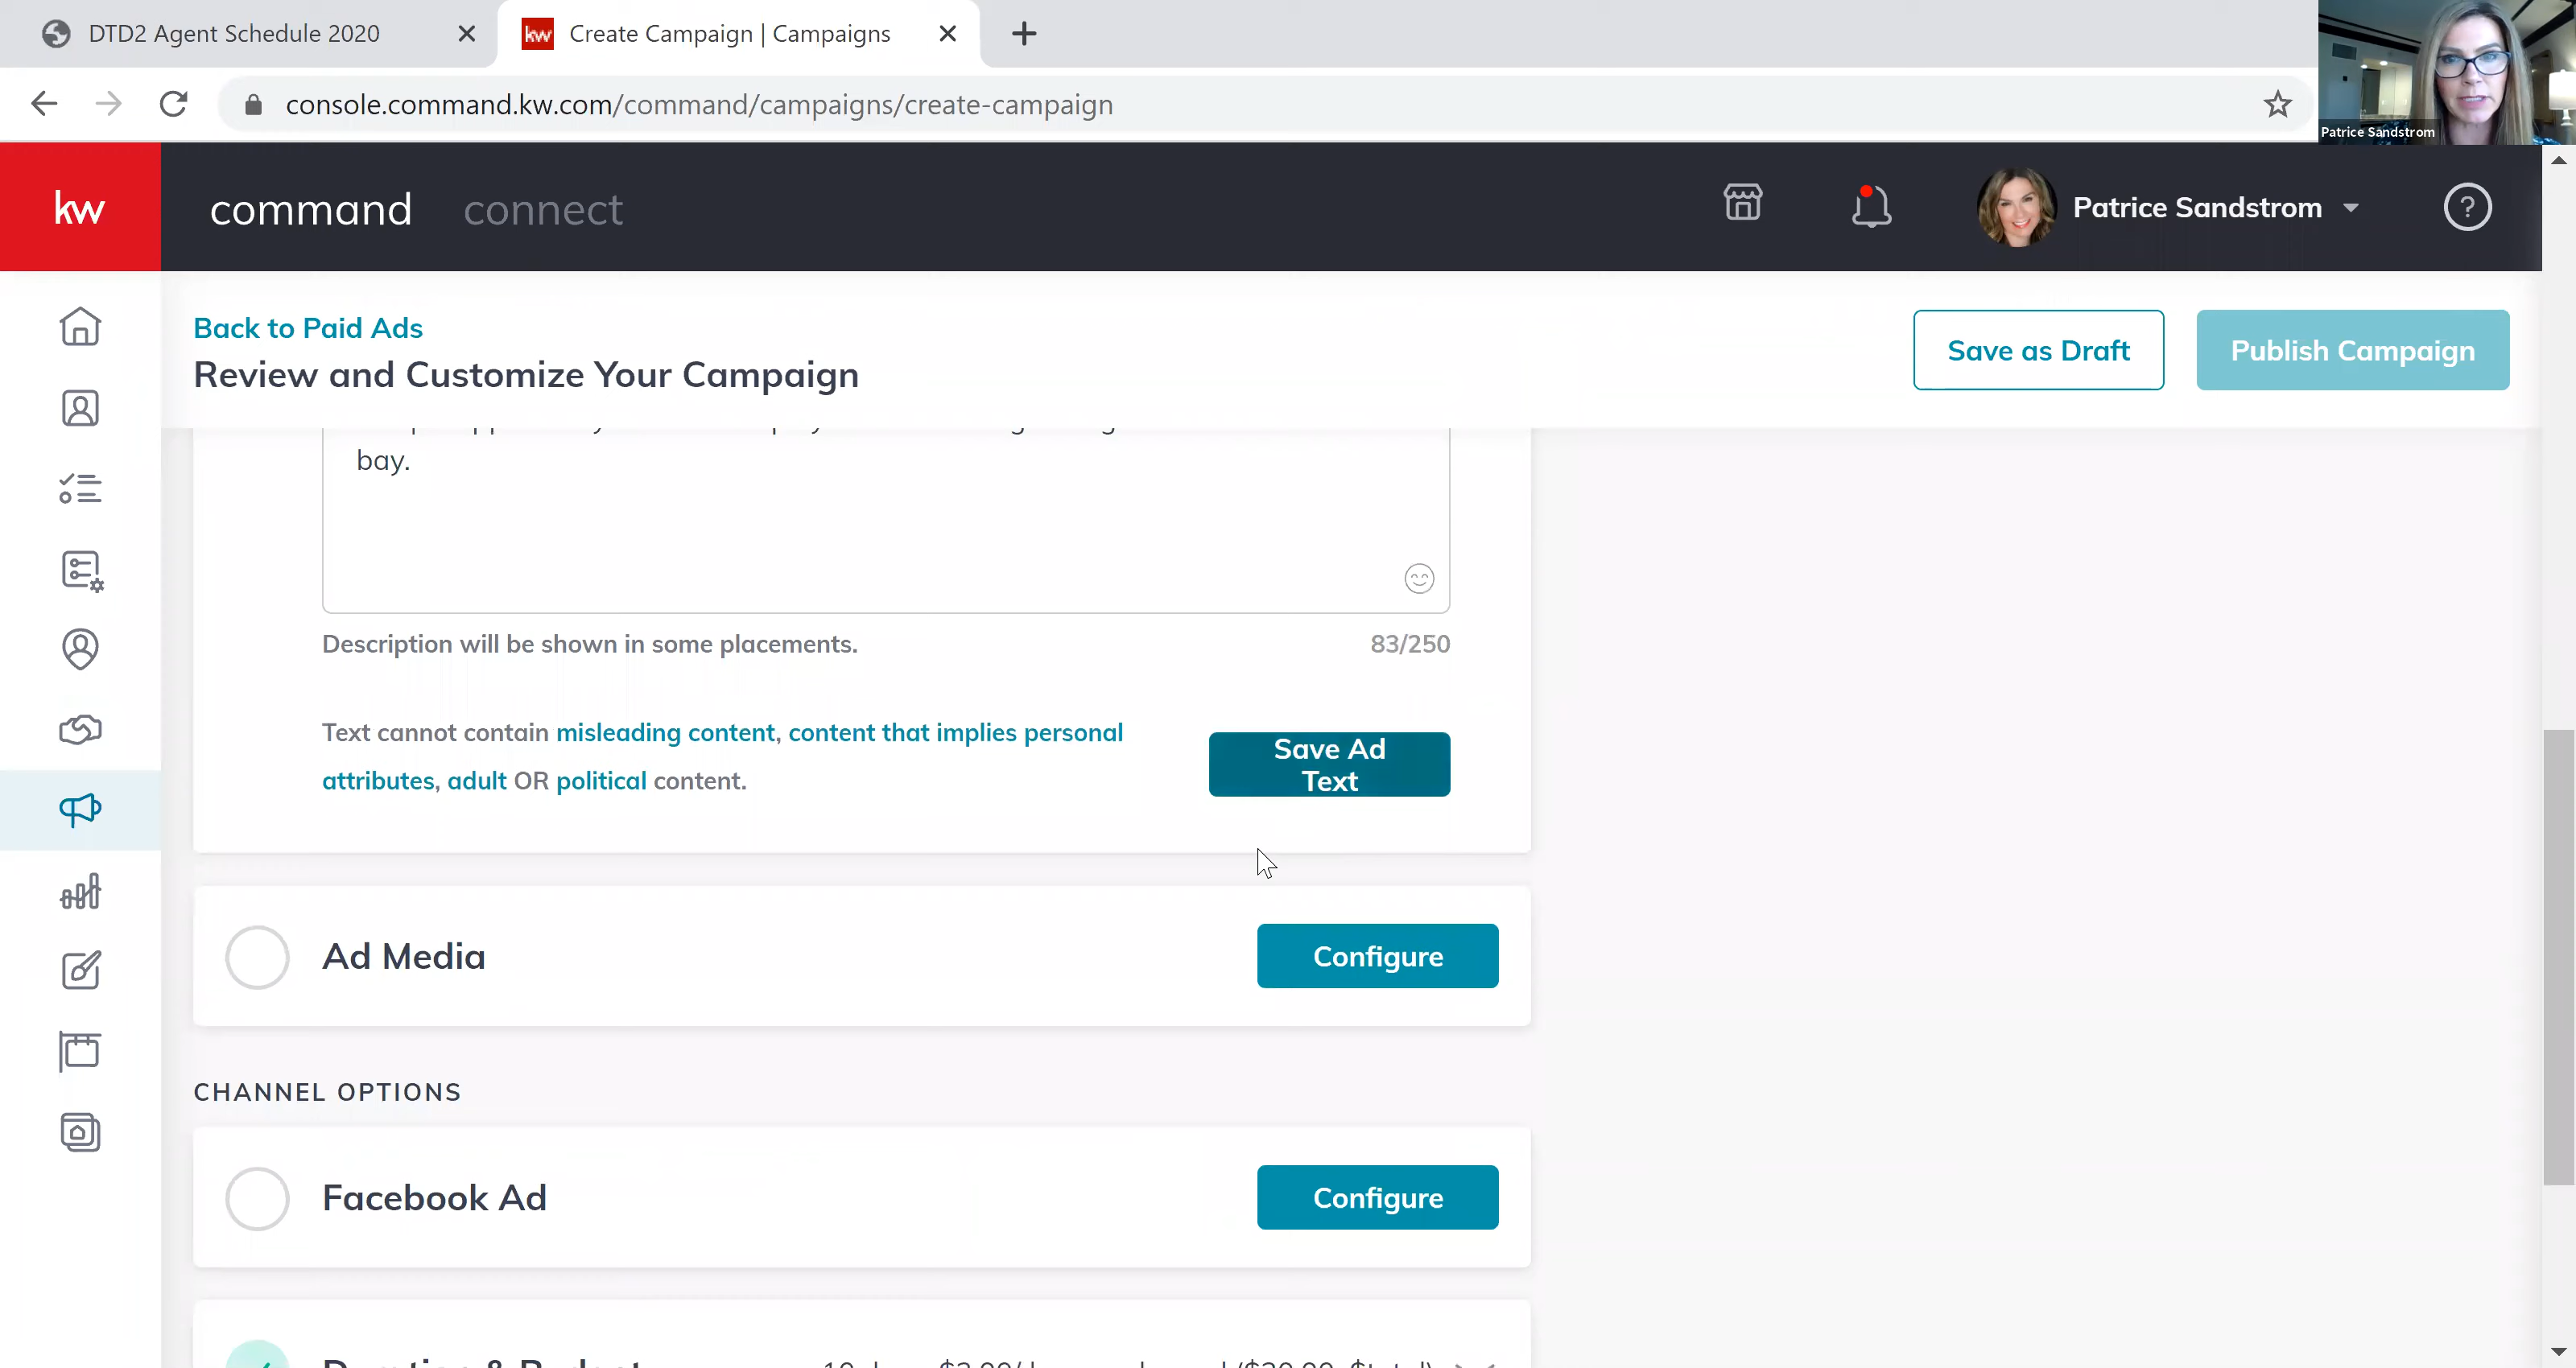 DTD2 Agent Schedule 2020
kw
Create Campaign | Campaigns
console.command.kw.com/command/campaigns/create-campaign
Patrice Sandstrom
kw
command
connect
Patrice Sandstrom
?
Back to Paid Ads
Review and Customize Your Campaign
Save as Draft
Publish Campaign
bay.
Description will be shown in some placements.
83/250
Text cannot contain misleading content, content that implies personal
attributes, adult OR political content.
Save Ad
Text
Ad Media
Configure
CHANNEL OPTIONS
Facebook Ad
Configure